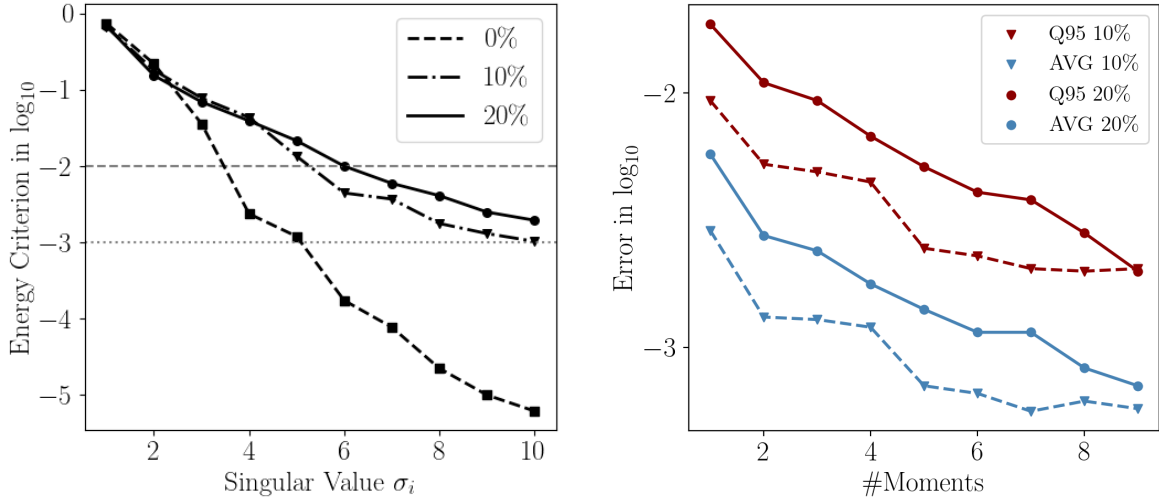 Energy Criterion in log10
0
−1
−2
−3
−4
−5
2
4
6
8
10
Singular Value σi
0%
10%
20%
Error in log10
−2
−3
2
4
6
8
#Moments
Q95 10%
AVG 10%
Q95 20%
AVG 20%